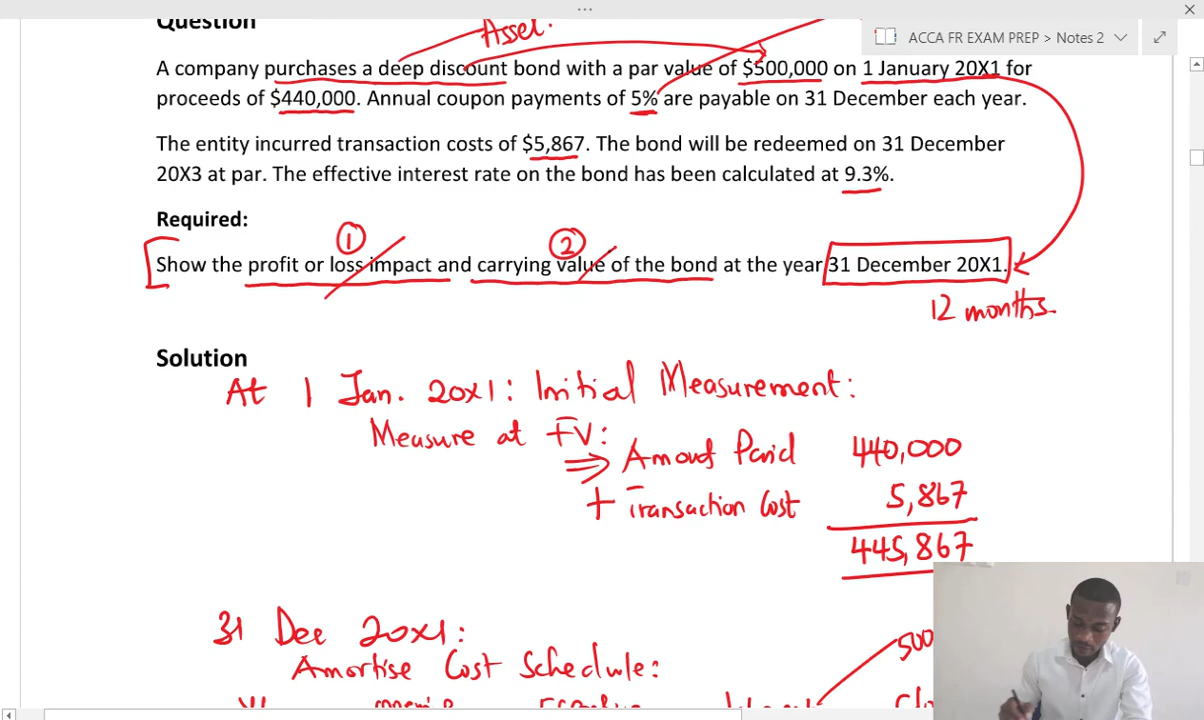 Question
Asset.
ACCA FR EXAM PREP > Notes 2
A company purchases a deep discount bond with a par value of $500,000 on 1 January 20X1 for
proceeds of $440,000. Annual coupon payments of 5% are payable on 31 December each year.
The entity incurred transaction costs of $5,867. The bond will be redeemed on 31 December
20X3 at par. The effective interest rate on the bond has been calculated at 9.3%.
Required:
1 2
Show the profit or loss impact and carrying value of the bond at the year 31 December 20X1.
12 months.
Solution
At 1 Jan. 20x1: Initial Measurement:
Measure at FV:
⇒ Amount Paid 440,000
+ Transaction Cost 5,867
445,867
31 Dec 20x1:
500
Amortise Cost Schedule: